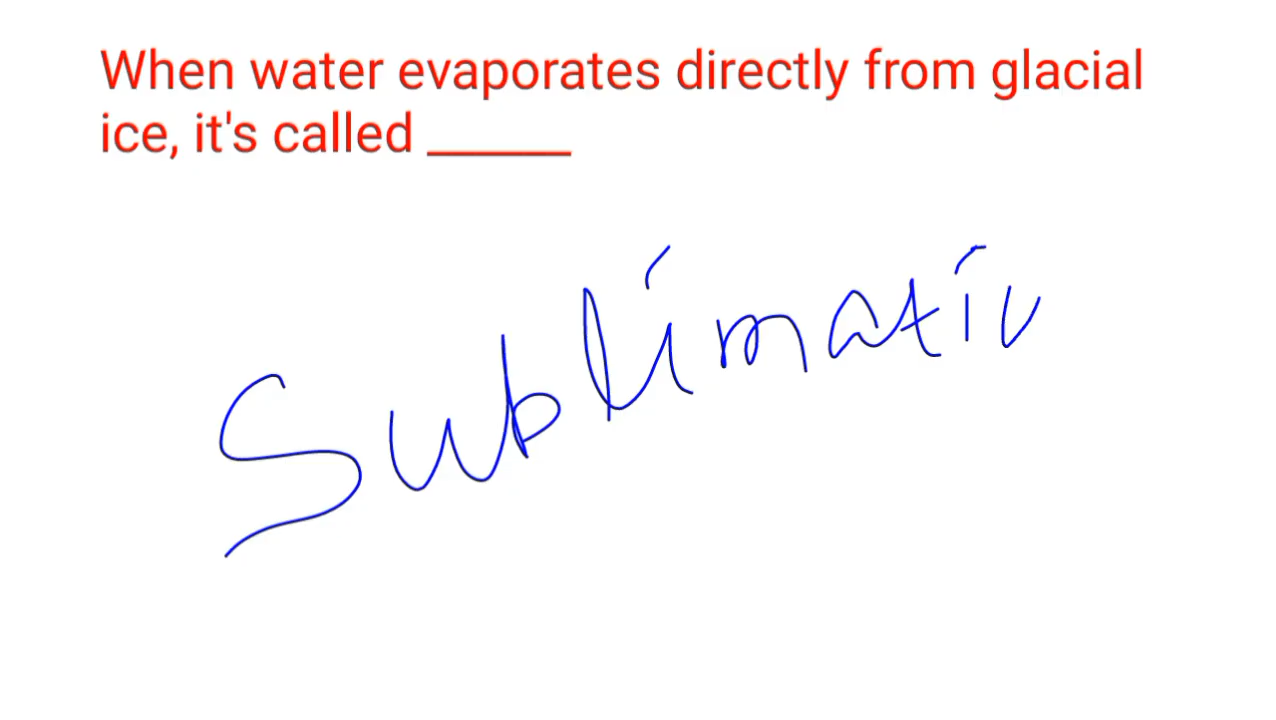 When water evaporates directly from glacial
ice, it's called ______
Sublimatio